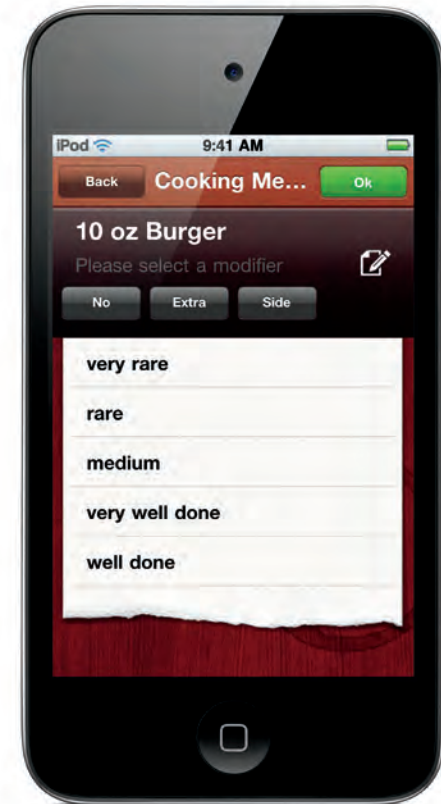 iPod 9:41 AM
Back Cooking Me... Ok
10 oz Burger
Please select a modifier
No Extra Side
very rare
rare
medium
very well done
well done